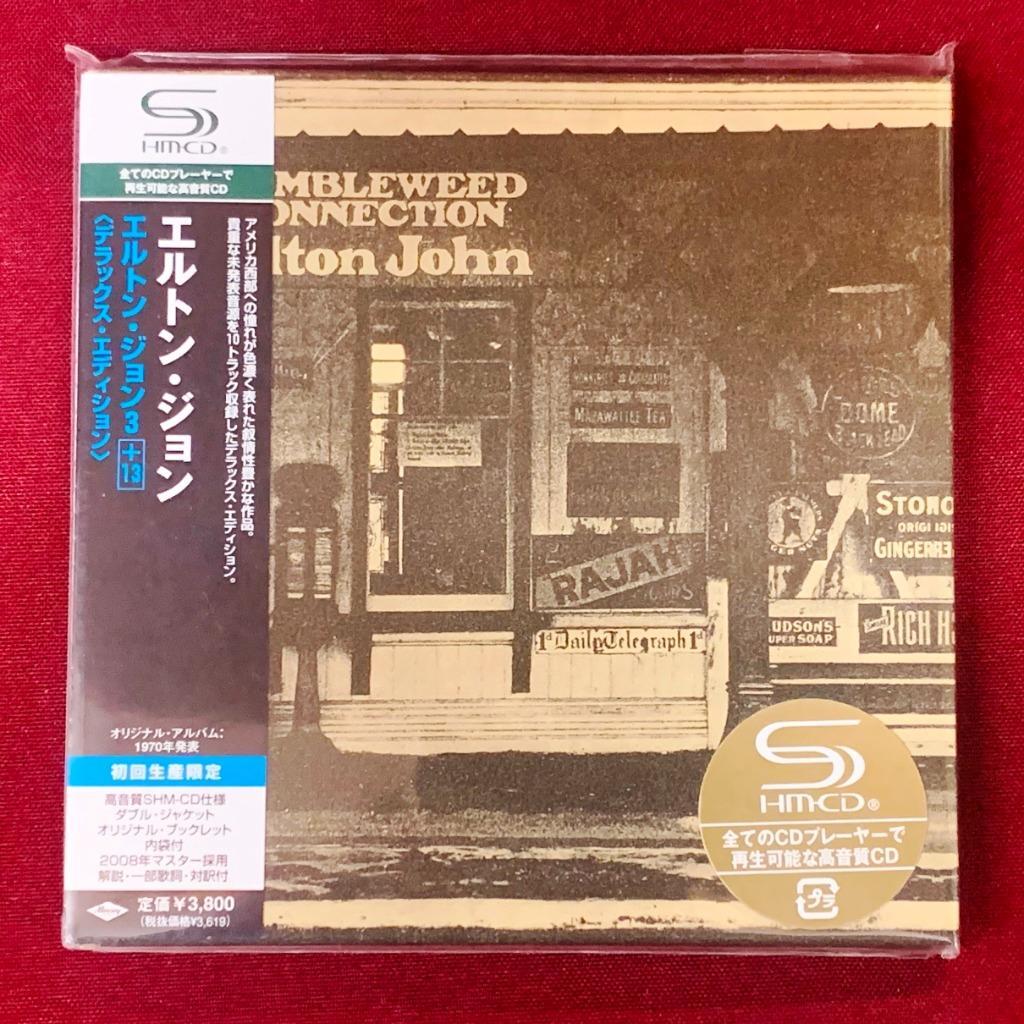 SHM-CD®
全てのCDプレーヤーで
再生可能な高音質CD
アメリカ西部への憧れが色濃く表れた叙情性豊かな作品。
貴重な未発表音源を10トラック収録したデラックス・エディション。
エルトン・ジョン
エルトン・ジョン3 +13
〈デラックス・エディション〉
オリジナル・アルバム:
1970年発表
初回生産限定
高音質SHM-CD仕様
ダブル・ジャケット
オリジナル・ブックレット
内袋付
2008年マスター採用
解説・一部歌詞・対訳付
定価¥3,800
(税抜価格¥3,619)
MBLEWEED
ONNECTION
lton John
MAZAWATTEE TEA
DOME
RAJAH
1d Daily Telegraph 1d
STONO
ORIGI
GINGER
UDSON'S
UPER SOAP
RICH H
SHM-CD®
全てのCDプレーヤーで
再生可能な高音質CD
プラ